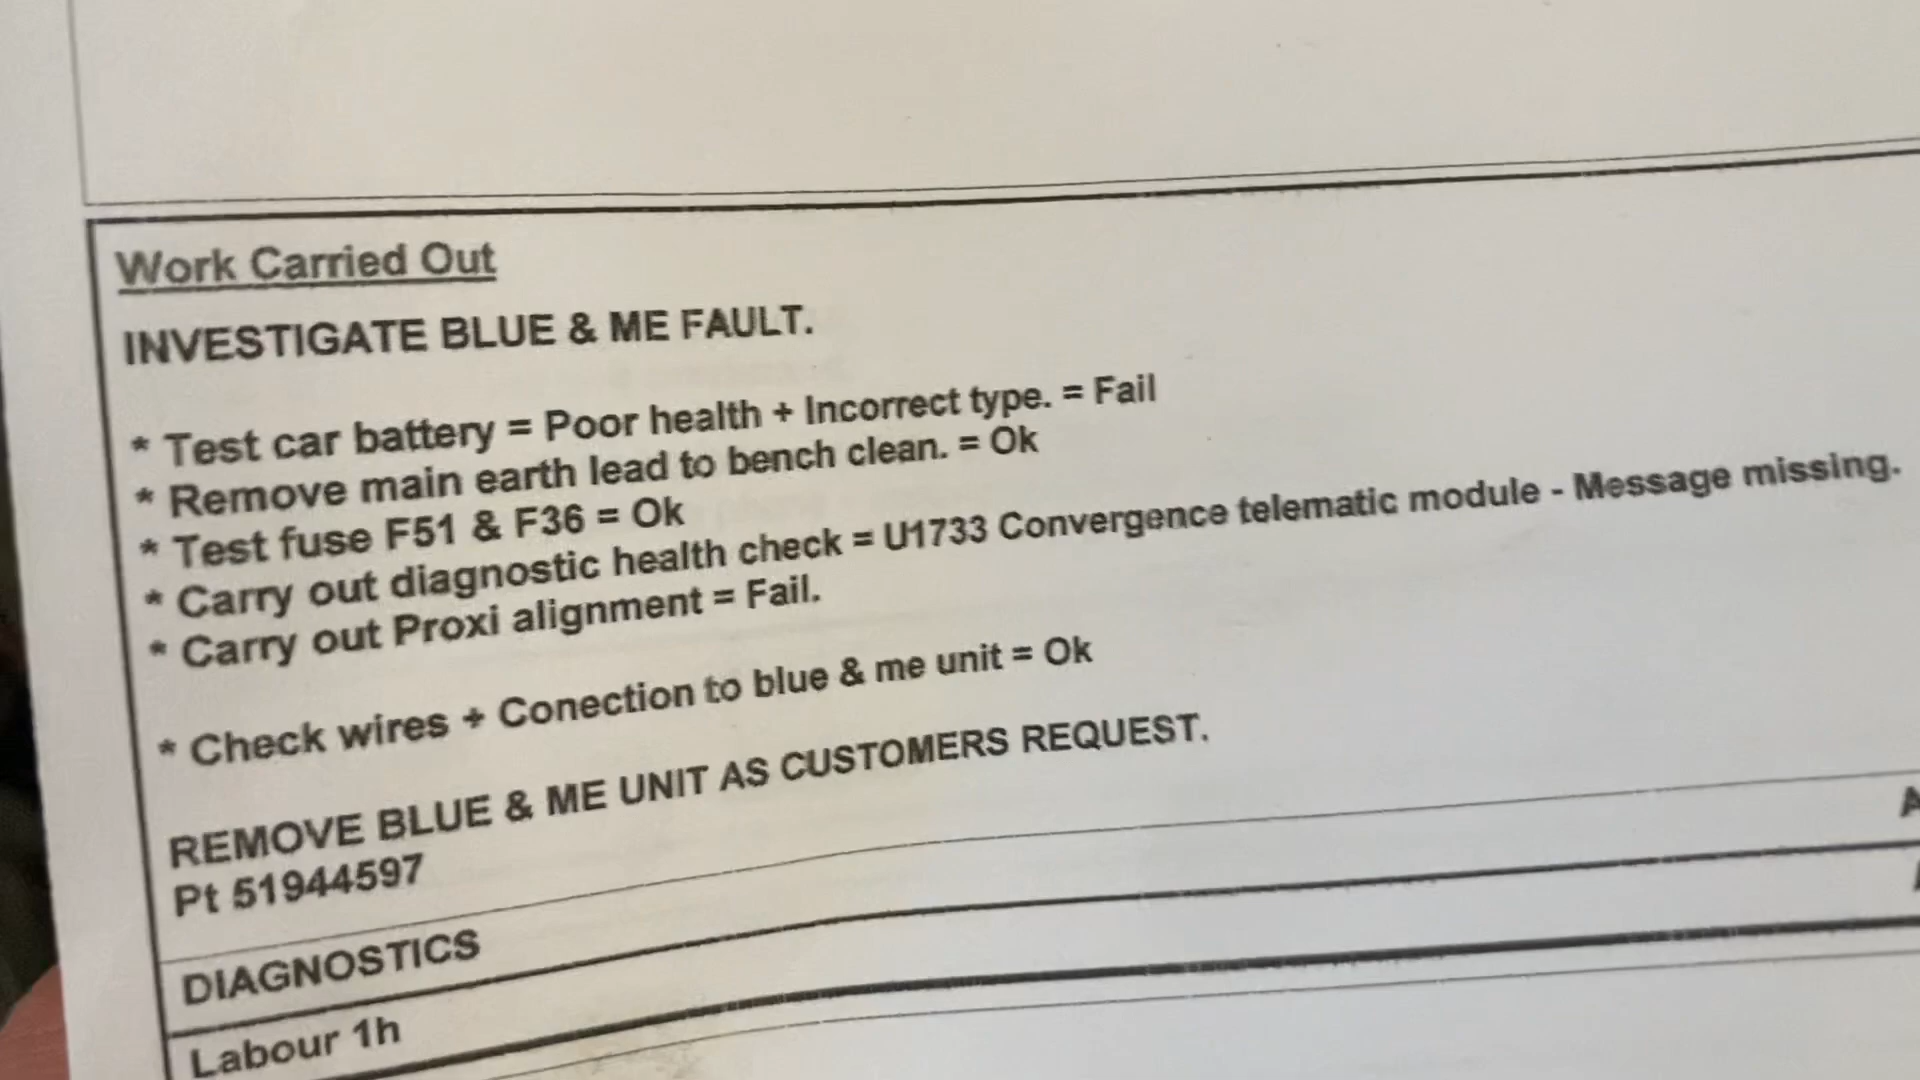 Work Carried Out
INVESTIGATE BLUE & ME FAULT.
* Test car battery = Poor health + Incorrect type. = Fail
* Remove main earth lead to bench clean. = Ok
* Test fuse F51 & F36 = Ok
* Carry out diagnostic health check = U1733 Convergence telematic module - Message missing.
* Carry out Proxi alignment = Fail.
* Check wires + Conection to blue & me unit = Ok
REMOVE BLUE & ME UNIT AS CUSTOMERS REQUEST.
Pt 51944597
DIAGNOSTICS
Labour 1h